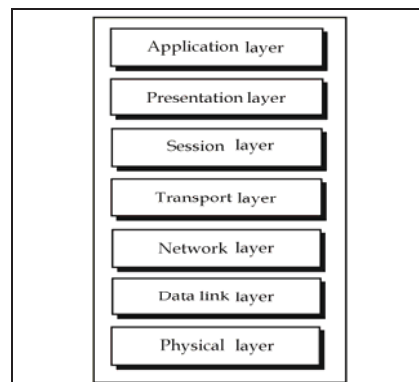 Application layer
Presentation layer
Session layer
Transport layer
Network layer
Data link layer
Physical layer